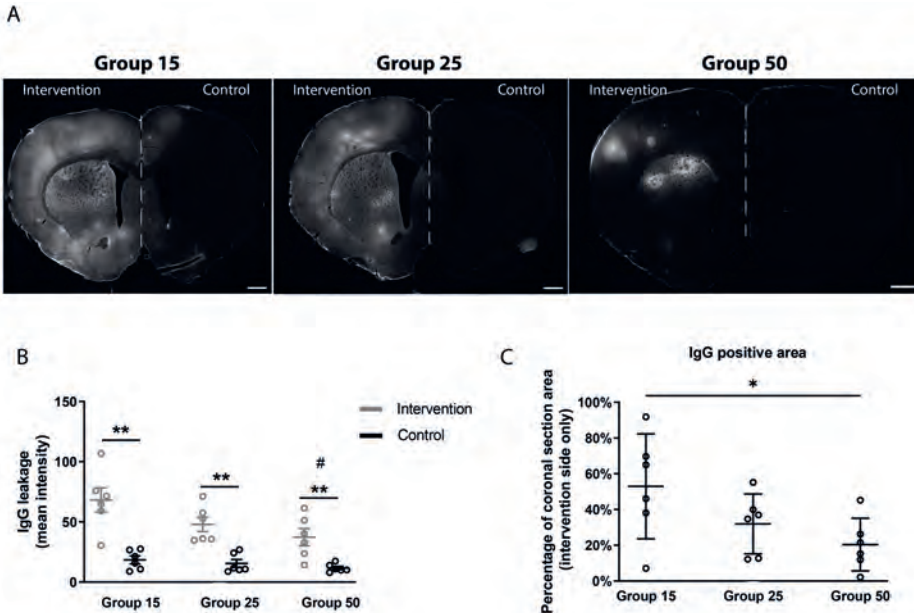 A
Group 15 Group 25 Group 50
Intervention Control Intervention Control Intervention Control
B
IgG leakage
(mean intensity)
150
100
50
0
** ** #
**
Intervention
Control
Group 15 Group 25 Group 50
C
IgG positive area
Percentage of coronal section area
(intervention side only)
*
100%
80%
60%
40%
20%
0%
Group 15 Group 25 Group 50